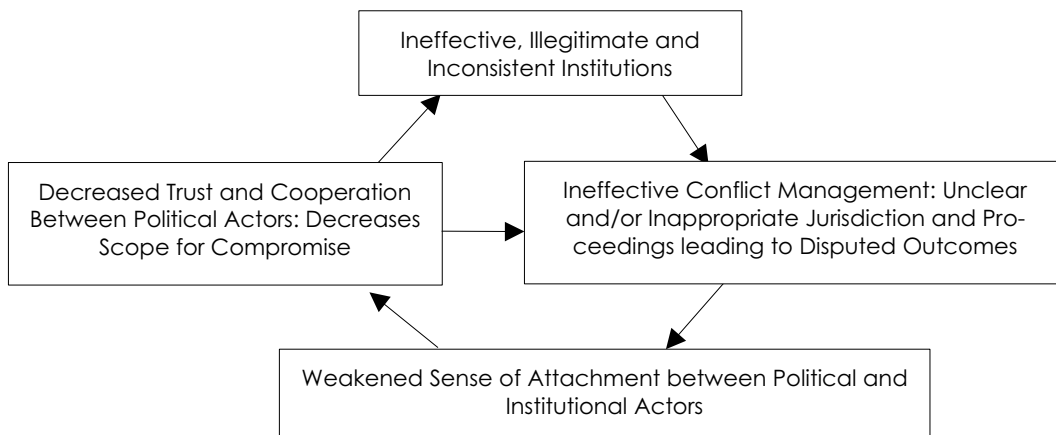 Ineffective, Illegitimate and
Inconsistent Institutions
Decreased Trust and Cooperation
Between Political Actors: Decreases
Scope for Compromise
Ineffective Conflict Management: Unclear
and/or Inappropriate Jurisdiction and Pro-
ceedings leading to Disputed Outcomes
Weakened Sense of Attachment between Political and
Institutional Actors